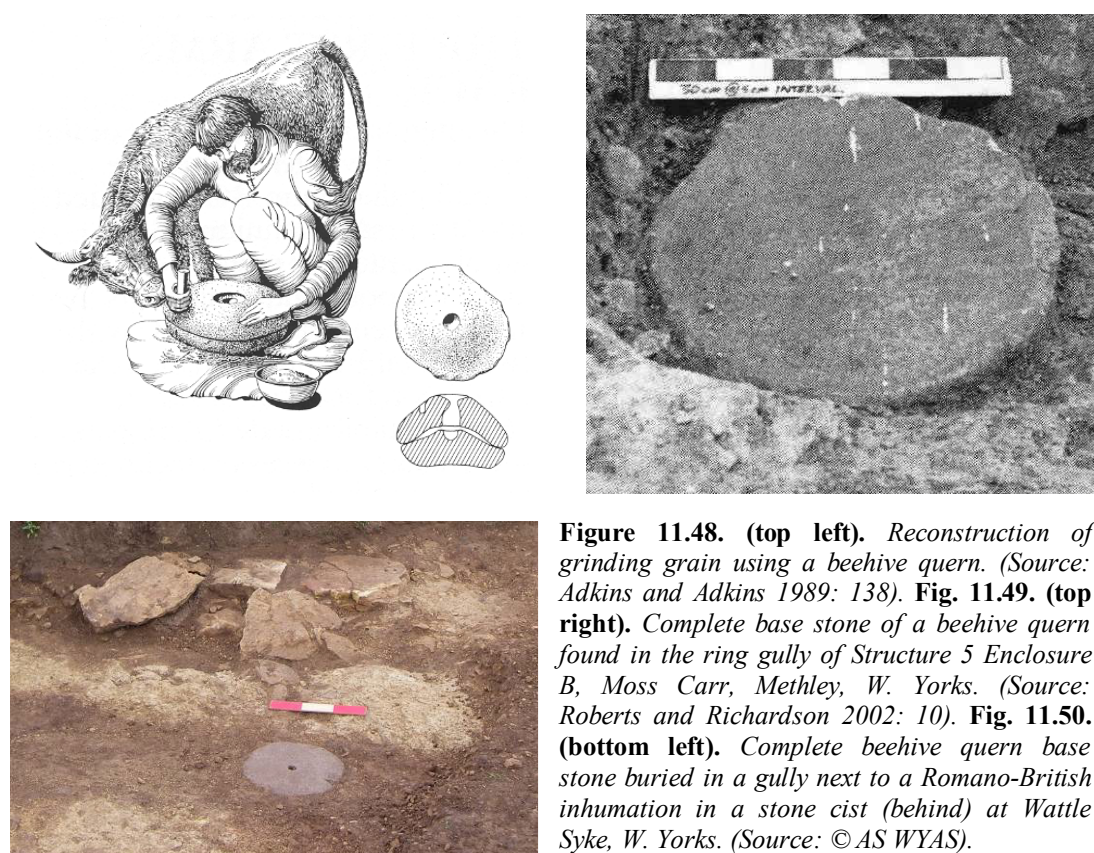 30 cm @ 5 cm INTERVAL.
Figure 11.48. (top left). Reconstruction of
grinding grain using a beehive quern. (Source:
Adkins and Adkins 1989: 138). Fig. 11.49. (top
right). Complete base stone of a beehive quern
found in the ring gully of Structure 5 Enclosure
B, Moss Carr, Methley, W. Yorks. (Source:
Roberts and Richardson 2002: 10). Fig. 11.50.
(bottom left). Complete beehive quern base
stone buried in a gully next to a Romano-British
inhumation in a stone cist (behind) at Wattle
Syke, W. Yorks. (Source: © AS WYAS).